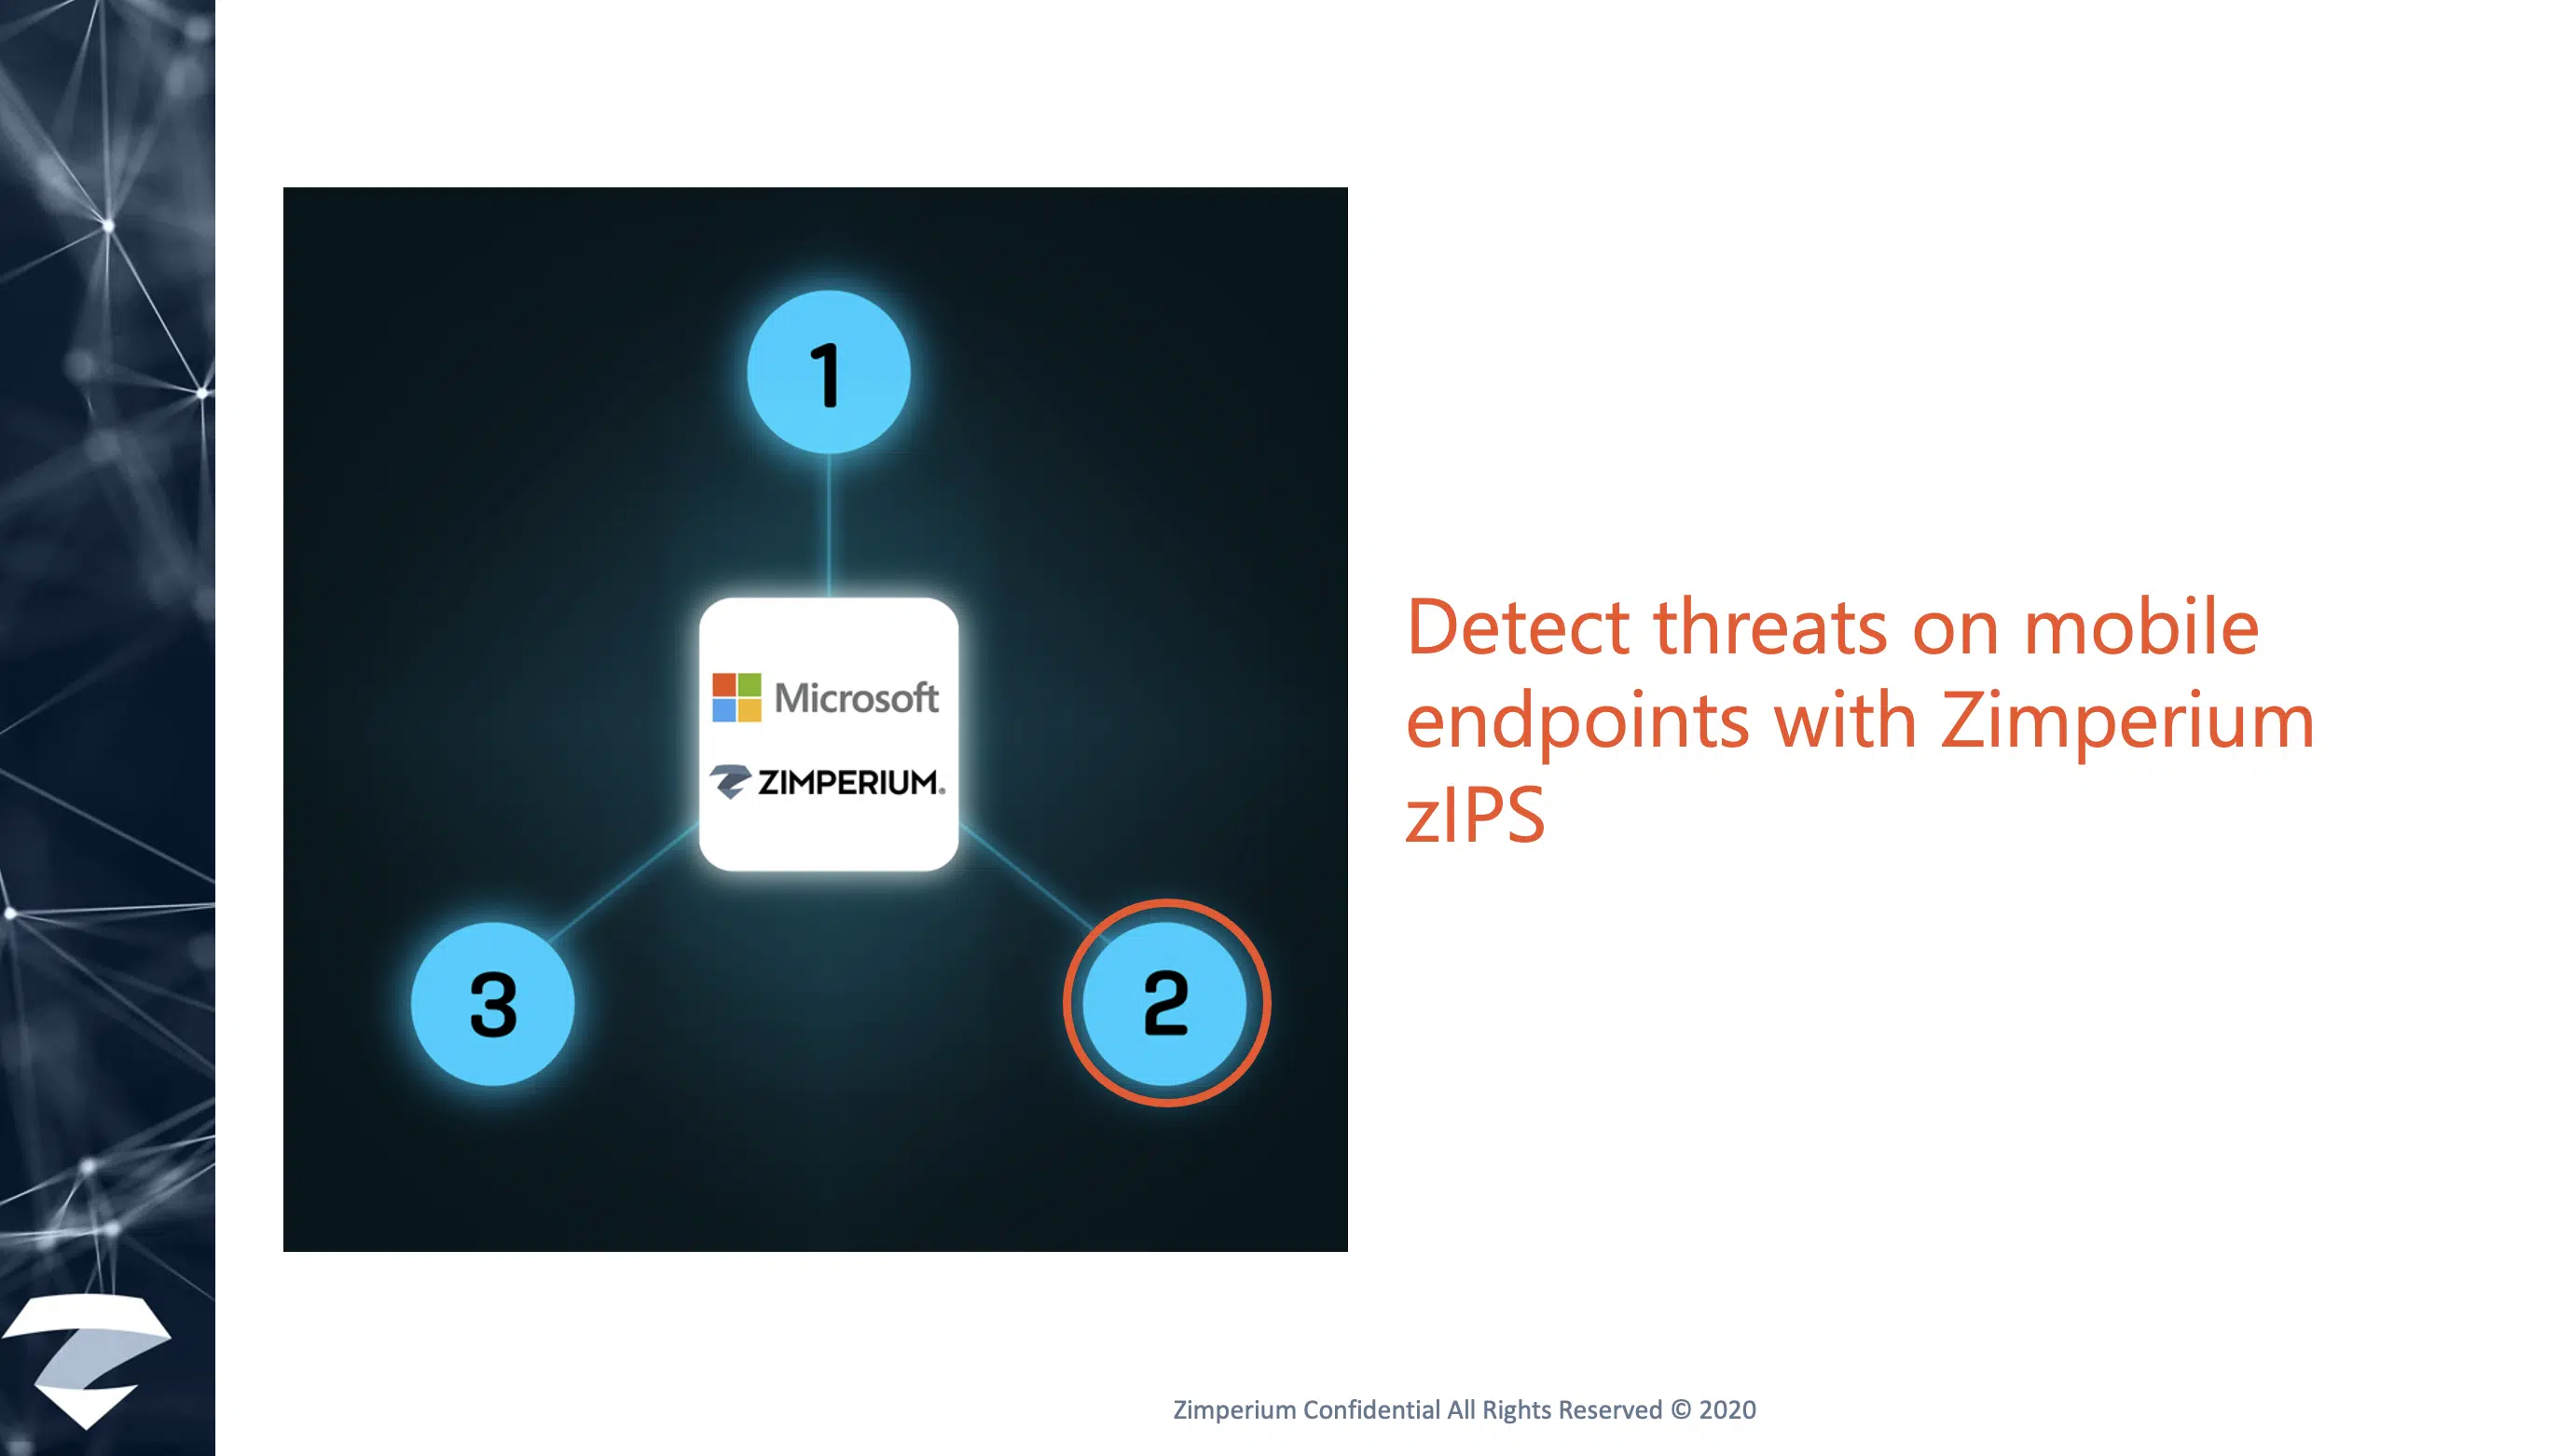 1
Microsoft
ZIMPERIUM®
3
2
Detect threats on mobile
endpoints with Zimperium
zIPS
Zimperium Confidential All Rights Reserved © 2020